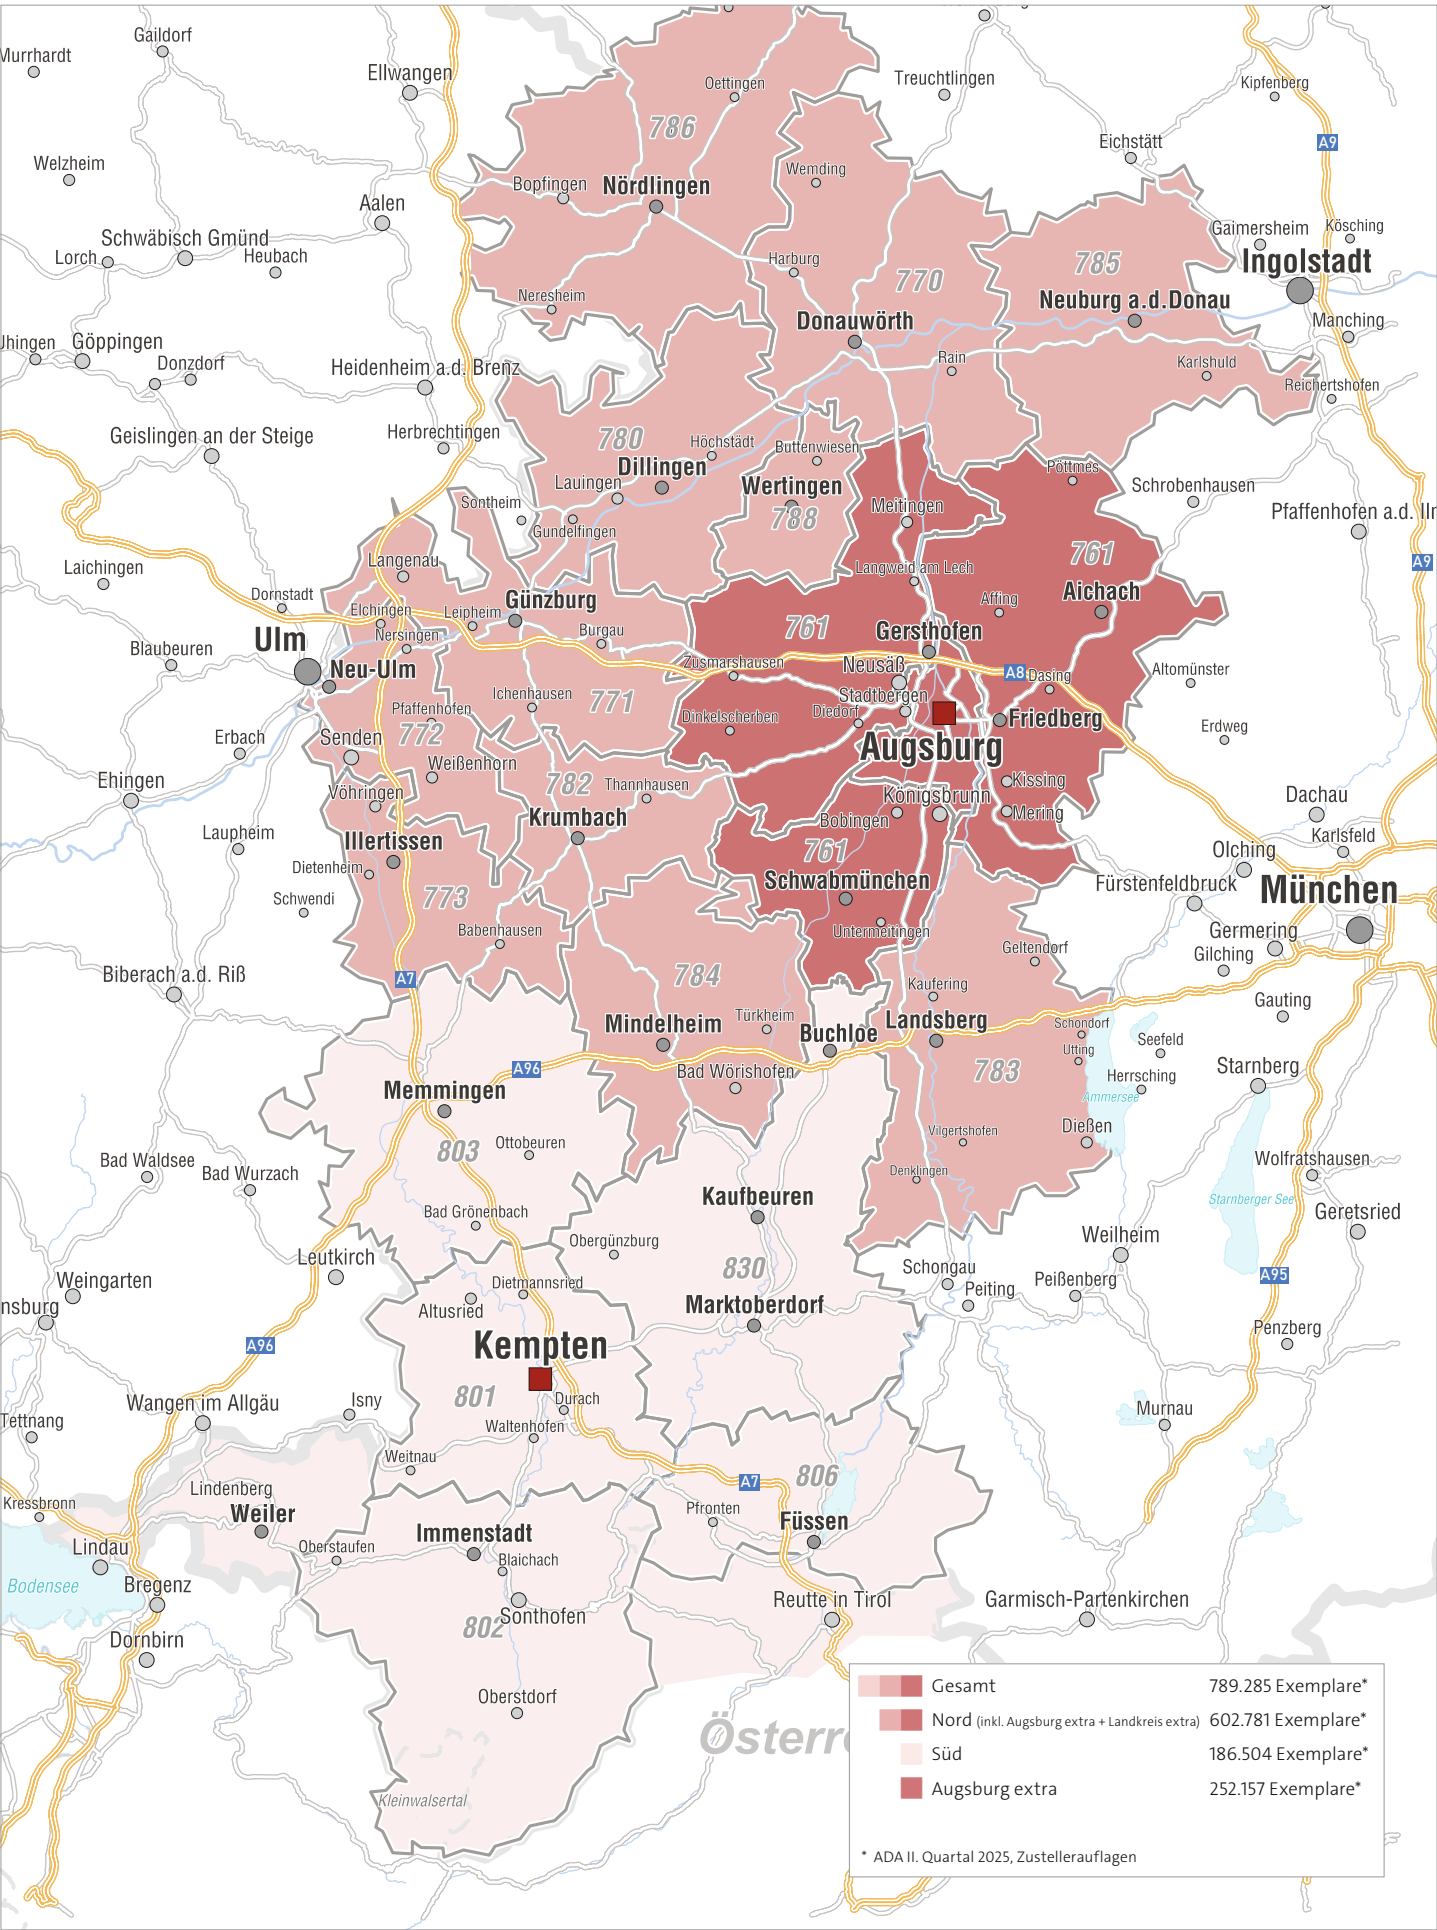 Gaildorf
Murrhardt
Ellwangen
Treuchtlingen
Oettingen
Kipfenberg
786
A9
Eichstätt
Welzheim
Wemding
Bopfingen
Nördlingen
Aalen
Gaimersheim
Kösching
Schwäbisch Gmünd
Lorch
Heubach
Harburg
785
Ingolstadt
770
Neresheim
Neuburg a.d.Donau
Donauwörth
Manching
Göppingen
Donzdorf
Rain
Karlshuld
Heidenheim a.d. Brenz
Reichertshofen
Geislingen an der Steige
Herbrechtingen
780
Höchstädt
Buttenwiesen
Dillingen
Pöttmes
Lauingen
Wertingen
Schrobenhausen
Sontheim
Meitingen
788
Pfaffenhofen a.d. Ilm
Gundelfingen
761
Langenau
Langweid am Lech
A9
Laichingen
Dornstadt
Günzburg
Affing
Aichach
Elchingen
Leipheim
Nersingen
Burgau
761
Gersthofen
Ulm
Blaubeuren
Zusmarshausen
Neusäß
A8
Dasing
Altomünster
Neu-Ulm
Ichenhausen
771
Stadtbergen
Pfaffenhofen
Dinkelscherben
Diedorf
Friedberg
772
Erbach
Senden
Augsburg
Erdweg
Weißenhorn
Ehingen
Vöhringen
782
Thannhausen
Kissing
Königsbrunn
Dachau
Krumbach
Bobingen
Mering
Laupheim
Illertissen
761
Karlsfeld
Olching
Dietenheim
Schwabmünchen
Fürstenfeldbruck
München
Schwendi
773
Babenhausen
Untermeitingen
Germering
Geltendorf
Gilching
Biberach a.d. Riß
A7
784
Kaufering
Gauting
Mindelheim
Türkheim
Buchloe
Landsberg
Schondorf
Seefeld
Utting
A96
Bad Wörishofen
783
Herrsching
Starnberg
Memmingen
Ammersee
803
Ottobeuren
Vilgertshofen
Dießen
Bad Waldsee
Bad Wurzach
Denklingen
Wolfratshausen
Kaufbeuren
Starnberger See
Bad Grönenbach
Geretsried
Obergünzburg
Weilheim
Leutkirch
830
Schongau
A95
Weingarten
Dietmannsried
Peißenberg
Altusried
Peiting
Marktoberdorf
Penzberg
A96
Kempten
801
Durach
Wangen im Allgäu
Isny
Murnau
Tettnang
Waltenhofen
Weitnau
806
A7
Lindenberg
Kressbronn
Weiler
Pfronten
Füssen
Immenstadt
Lindau
Oberstaufen
Blaichach
Bodensee
Bregenz
Reutte in Tirol
Garmisch-Partenkirchen
Sonthofen
802
Dornbirn
Oberstdorf
Kleinwalsertal
Gesamt 789.285 Exemplare*
Nord (inkl. Augsburg extra + Landkreis extra) 602.781 Exemplare*
Süd 186.504 Exemplare*
Augsburg extra 252.157 Exemplare*
* ADA II. Quartal 2025, Zustellerauflagen